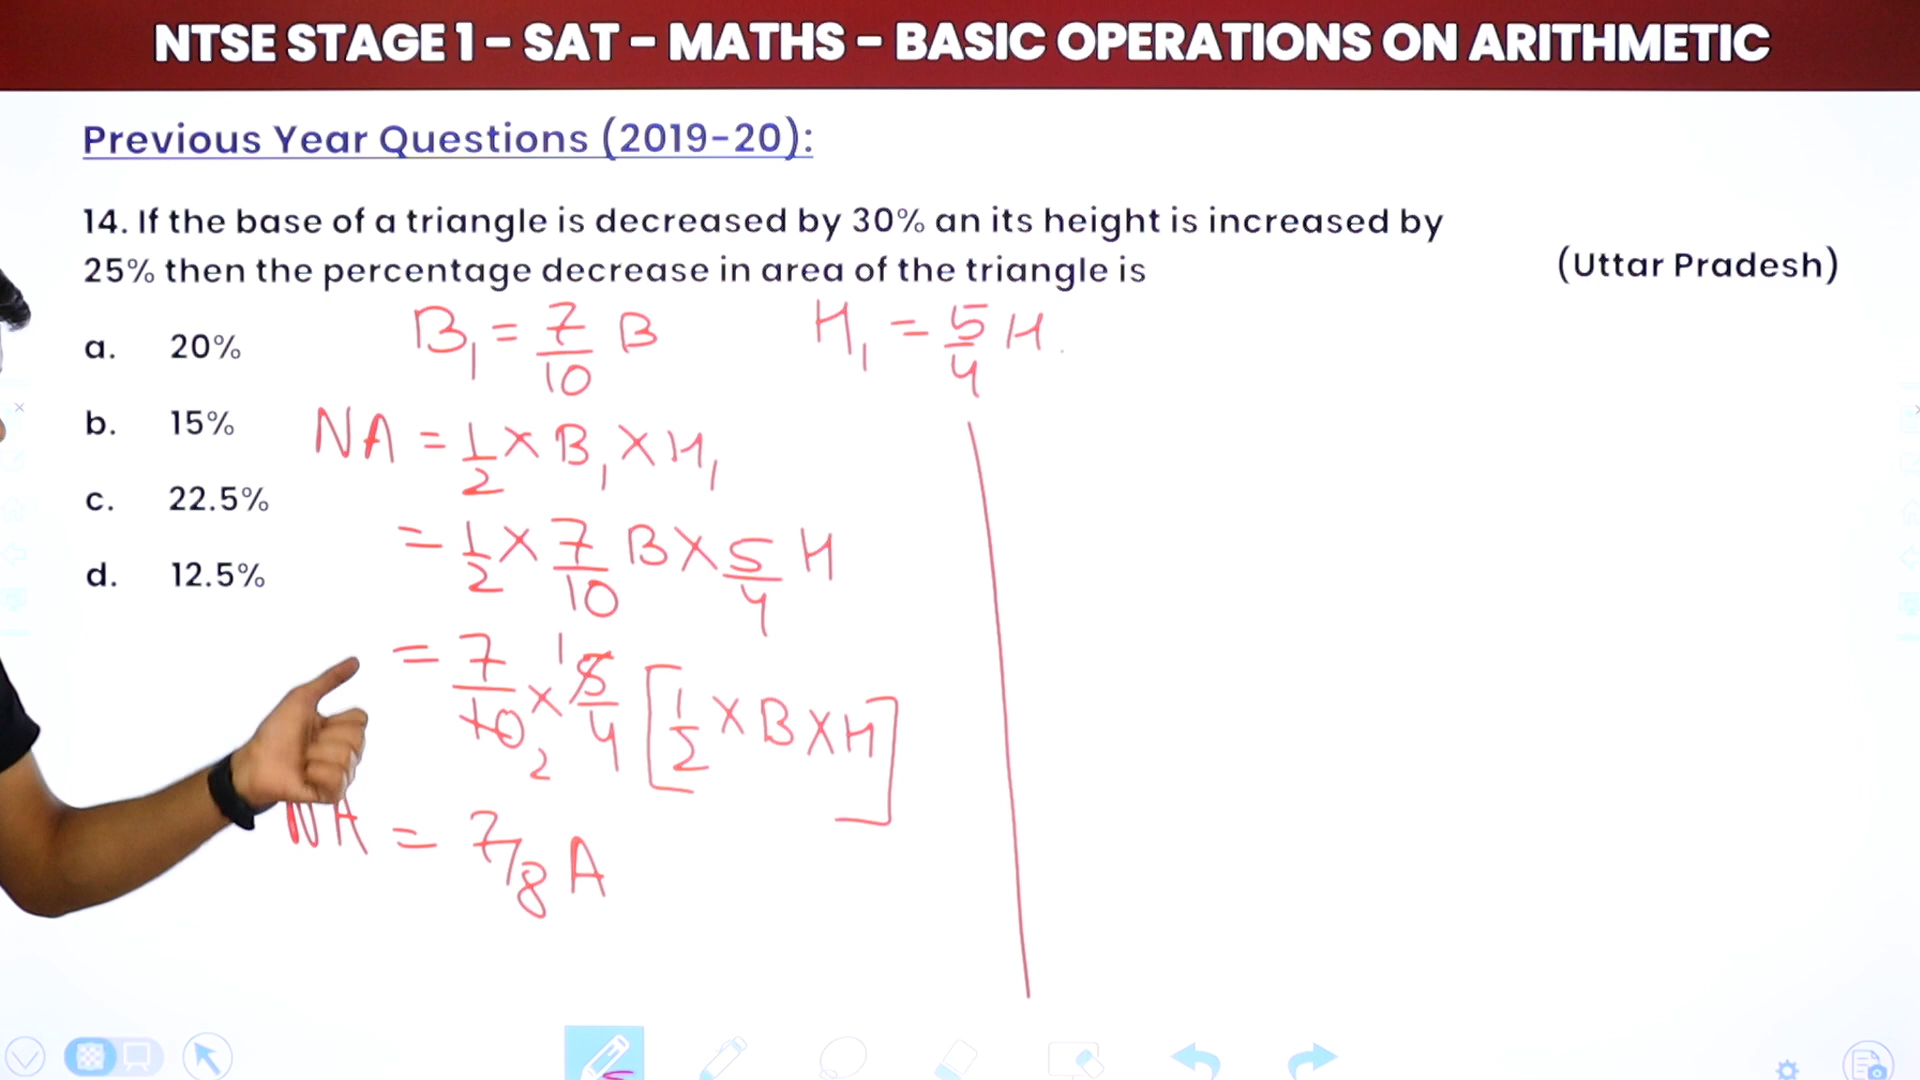 NTSE STAGE 1 - SAT - MATHS - BASIC OPERATIONS ON ARITHMETIC
Previous Year Questions (2019-20):
14. If the base of a triangle is decreased by 30% an its height is increased by
25% then the percentage decrease in area of the triangle is
(Uttar Pradesh)
a. 20%
b. 15%
c. 22.5%
d. 12.5%
B₁ = 7/10 B
H₁ = 5/4 H
NA = 1/2 × B₁ × H₁
= 1/2 × 7/10 B × 5/4 H
= 7/10 2 × 1 5/4 [1/2 × B × H]
NA = 7/8 A